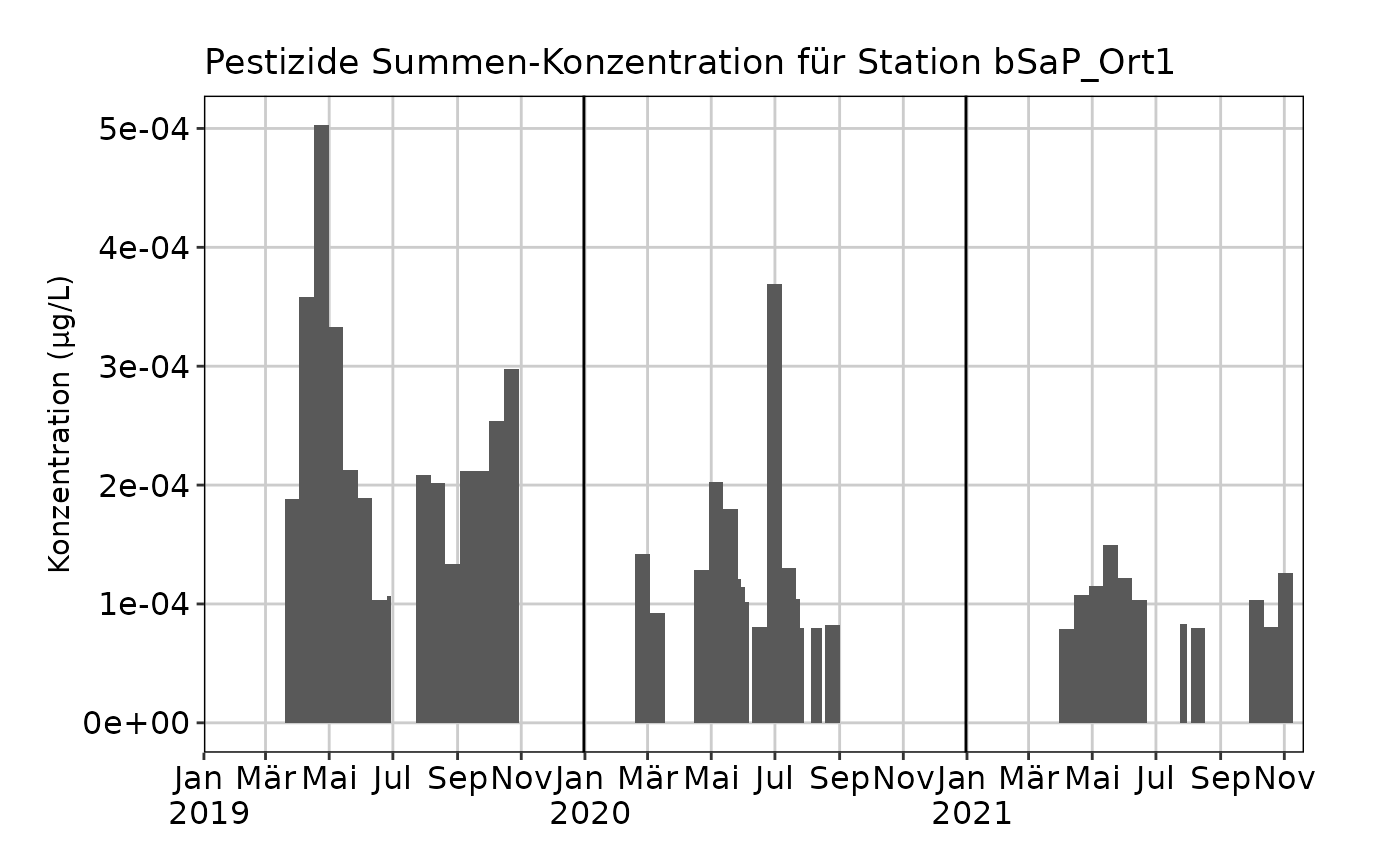 Pestizide Summen-Konzentration für Station bSaP_Ort1
Konzentration (µg/L)
5e-04
4e-04
3e-04
2e-04
1e-04
0e+00
Jan Mär Mai Jul Sep Nov Jan Mär Mai Jul Sep Nov Jan Mär Mai Jul Sep Nov
2019 2020 2021